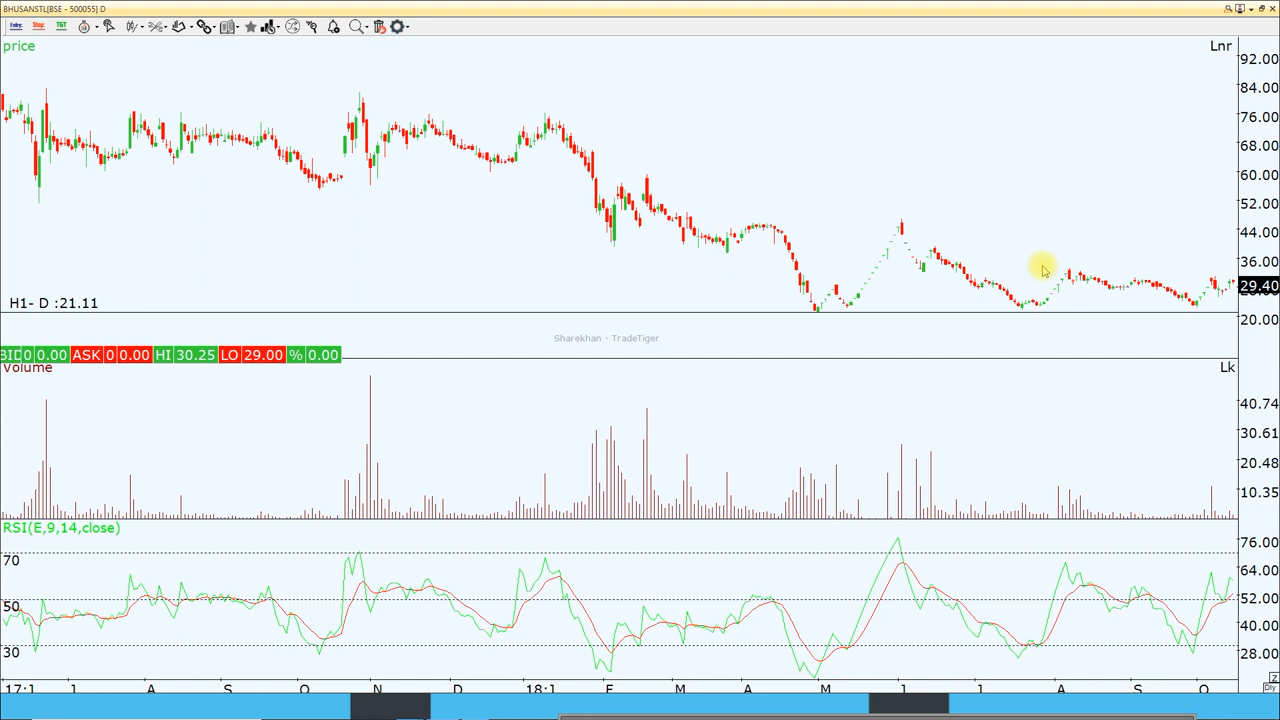 BHUSANSTL[BSE - 500055] D
Entry: Stop: TGT
price Lnr
92.00
84.00
76.00
68.00
60.00
52.00
44.00
36.00
29.40
20.00
H1- D :21.11
Sharekhan - TradeTiger
BID 0 0.00 ASK 0 0.00 HI 30.25 LO 29.00 % 0.00
volume Lk
40.74
30.61
20.48
10.35
RSI(E,9,14,close)
70
50
30
76.00
64.00
52.00
40.00
28.00
17:1 J A S O N D 18:1 F M A M J J A S O
Z
Dly